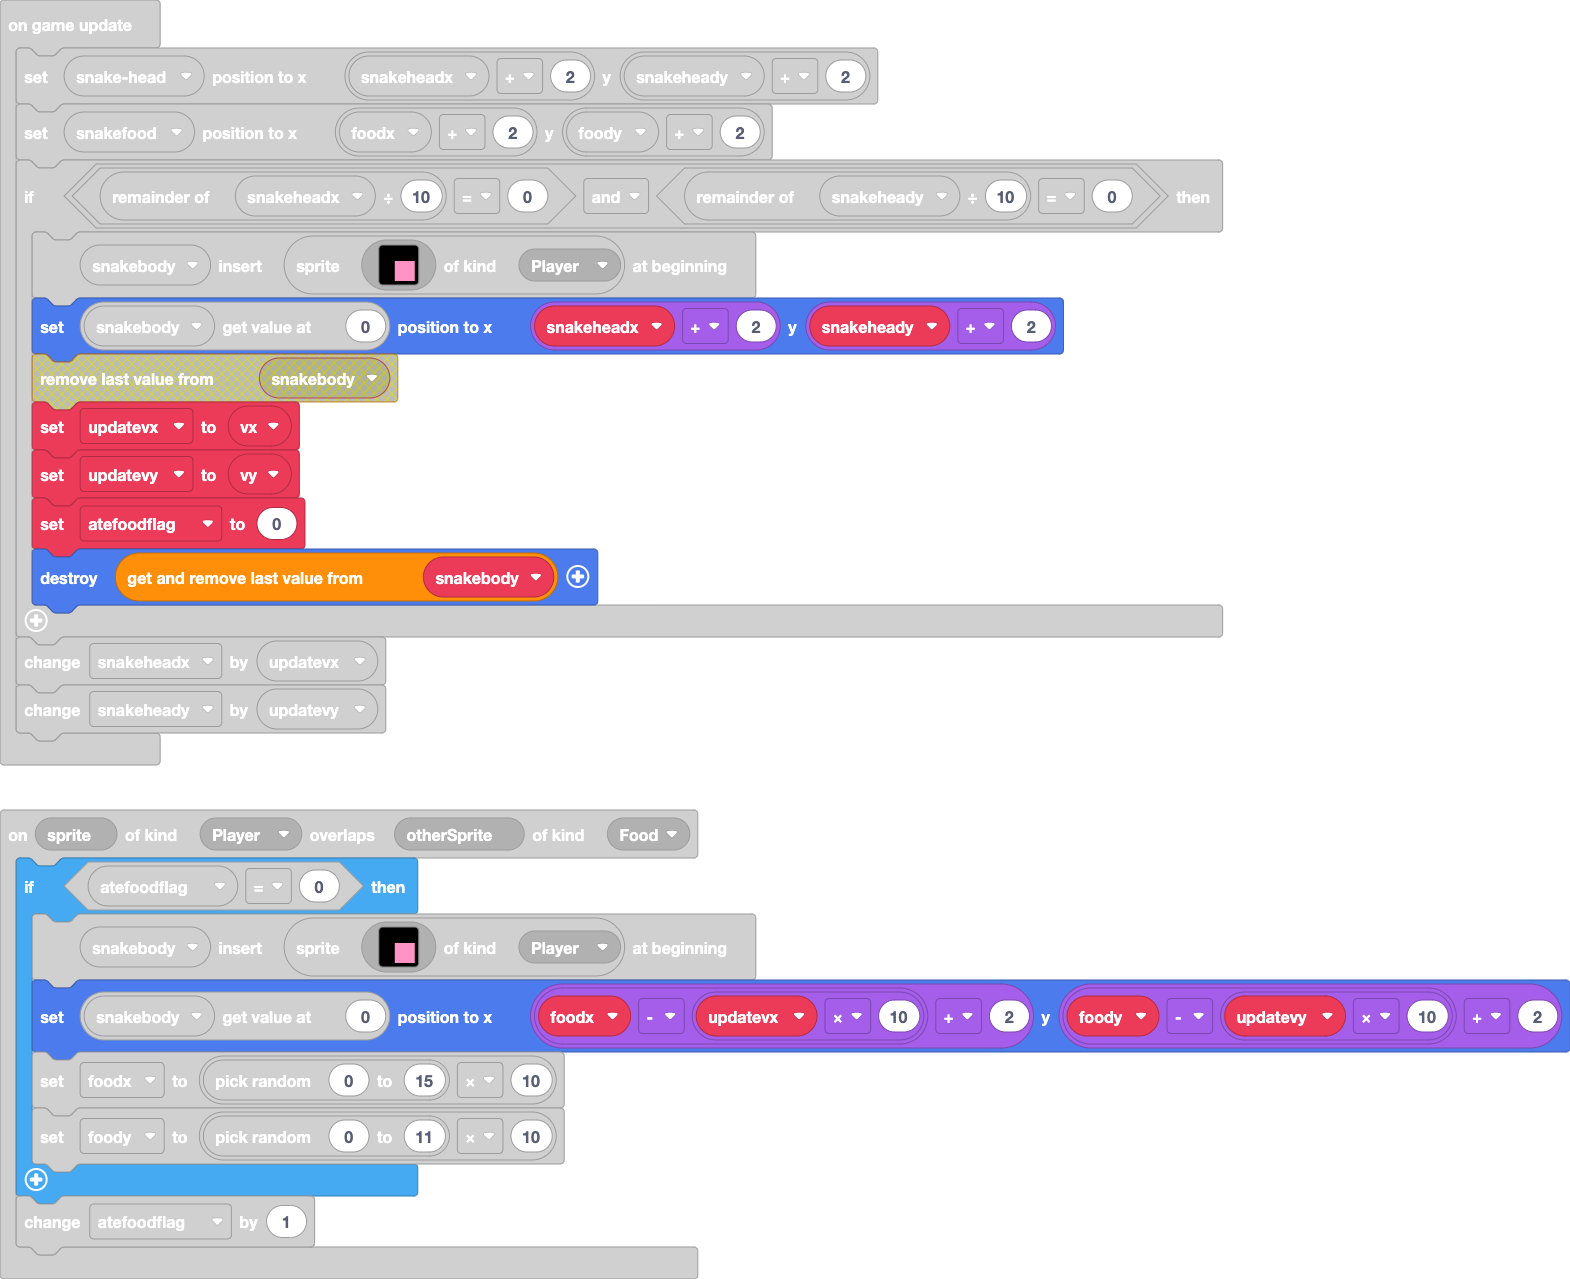 on game update
set snake-head position to x snakeheadx + 2 y snakeheady + 2
set snakefood position to x foodx + 2 y foody + 2
if remainder of snakeheadx ÷ 10 = 0 and remainder of snakeheady ÷ 10 = 0 then
snakebody insert sprite of kind Player at beginning
set snakebody get value at 0 position to x snakeheadx + 2 y snakeheady + 2
remove last value from snakebody
set updatevx to vx
set updatevy to vy
set atefoodflag to 0
destroy get and remove last value from snakebody
change snakeheadx by updatevx
change snakeheady by updatevy
on sprite of kind Player overlaps otherSprite of kind Food
if atefoodflag = 0 then
snakebody insert sprite of kind Player at beginning
set snakebody get value at 0 position to x foodx - updatevx × 10 + 2 y foody - updatevy × 10 + 2
set foodx to pick random 0 to 15 × 10
set foody to pick random 0 to 11 × 10
change atefoodflag by 1